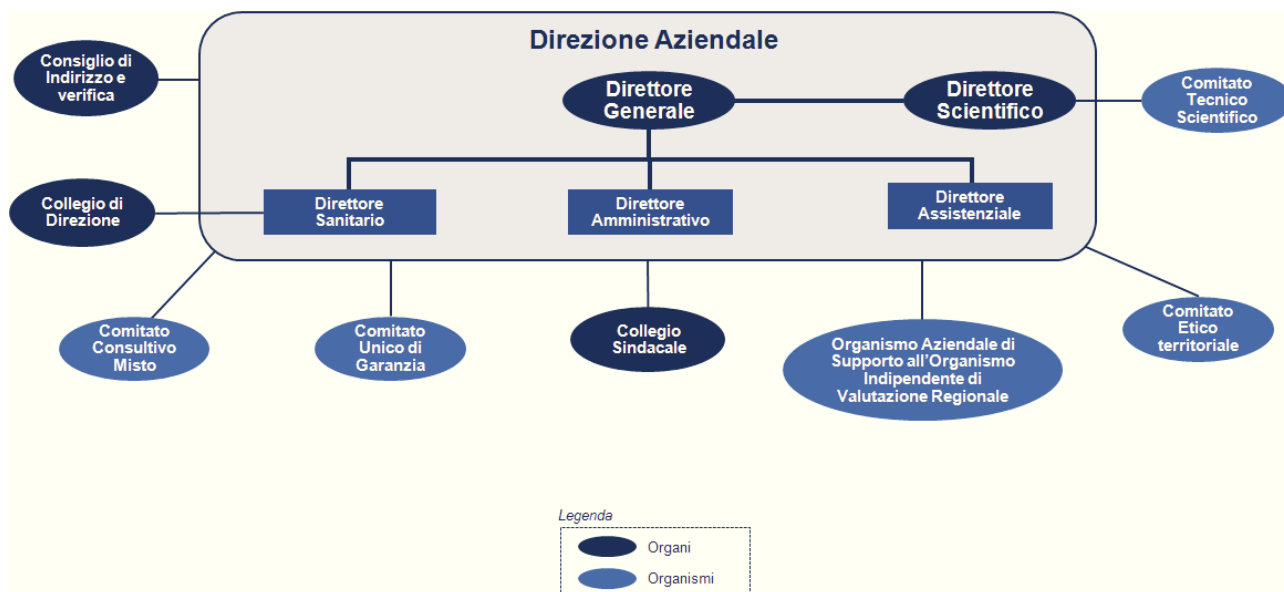 Direzione Aziendale
Consiglio di
Indirizzo e
verifica
Direttore
Generale
Direttore
Scientifico
Comitato
Tecnico
Scientifico
Collegio di
Direzione
Direttore
Sanitario
Direttore
Amministrativo
Direttore
Assistenziale
Comitato
Consultivo
Misto
Comitato
Unico di
Garanzia
Collegio
Sindacale
Organismo Aziendale di
Supporto all’Organismo
Indipendente di
Valutazione Regionale
Comitato
Etico
territoriale
Legenda
Organi
Organismi